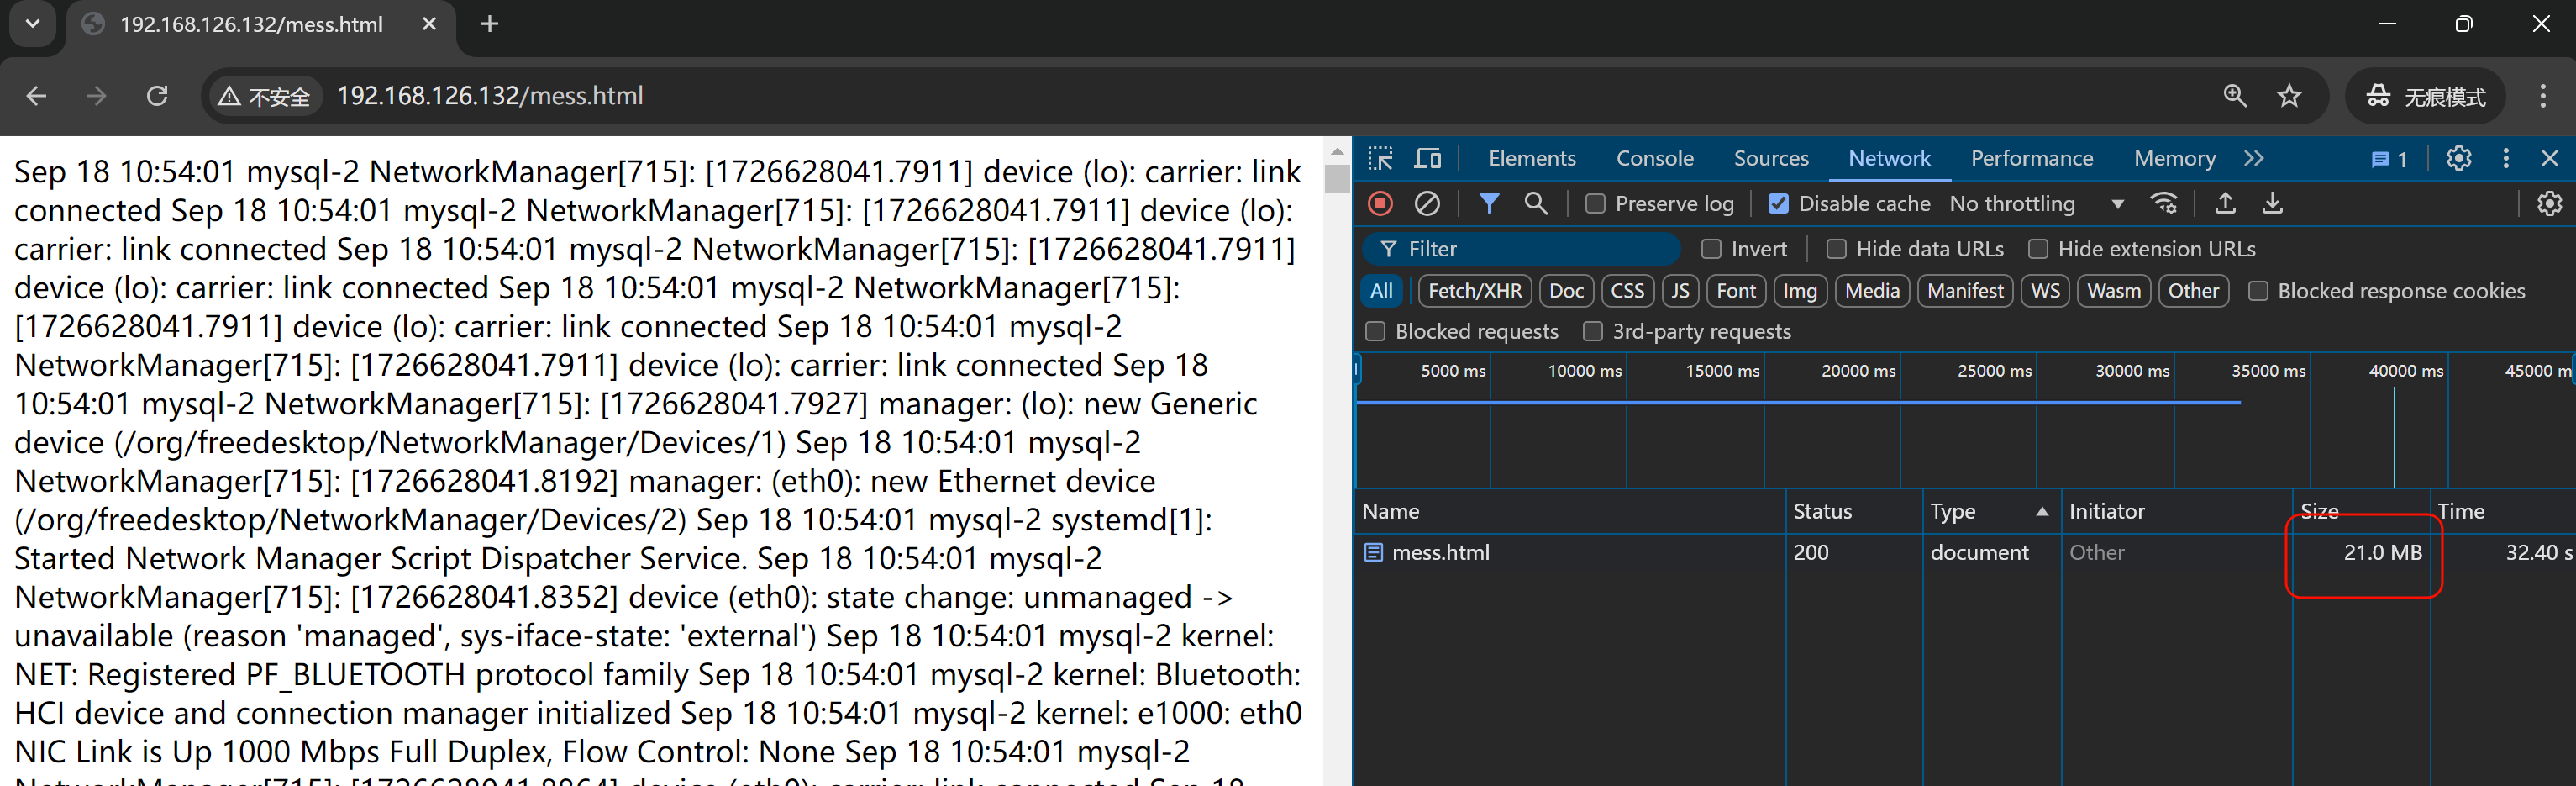 192.168.126.132/mess.html
不安全
192.168.126.132/mess.html
无痕模式
Sep 18 10:54:01 mysql-2 NetworkManager[715]: [1726628041.7911] device (lo): carrier: link
connected Sep 18 10:54:01 mysql-2 NetworkManager[715]: [1726628041.7911] device (lo):
carrier: link connected Sep 18 10:54:01 mysql-2 NetworkManager[715]: [1726628041.7911]
device (lo): carrier: link connected Sep 18 10:54:01 mysql-2 NetworkManager[715]:
[1726628041.7911] device (lo): carrier: link connected Sep 18 10:54:01 mysql-2
NetworkManager[715]: [1726628041.7911] device (lo): carrier: link connected Sep 18
10:54:01 mysql-2 NetworkManager[715]: [1726628041.7927] manager: (lo): new Generic
device (/org/freedesktop/NetworkManager/Devices/1) Sep 18 10:54:01 mysql-2
NetworkManager[715]: [1726628041.8192] manager: (eth0): new Ethernet device
(/org/freedesktop/NetworkManager/Devices/2) Sep 18 10:54:01 mysql-2 systemd[1]:
Started Network Manager Script Dispatcher Service. Sep 18 10:54:01 mysql-2
NetworkManager[715]: [1726628041.8352] device (eth0): state change: unmanaged ->
unavailable (reason 'managed', sys-iface-state: 'external') Sep 18 10:54:01 mysql-2 kernel:
NET: Registered PF_BLUETOOTH protocol family Sep 18 10:54:01 mysql-2 kernel: Bluetooth:
HCI device and connection manager initialized Sep 18 10:54:01 mysql-2 kernel: e1000: eth0
NIC Link is Up 1000 Mbps Full Duplex, Flow Control: None Sep 18 10:54:01 mysql-2
NetworkManager[715]: [1726628041.8864] device (eth0): carrier: link connected Sep 18
Elements Console Sources Network Performance Memory 1
Preserve log Disable cache No throttling
Filter Invert Hide data URLs Hide extension URLs
All Fetch/XHR Doc CSS JS Font Img Media Manifest WS Wasm Other Blocked response cookies
Blocked requests 3rd-party requests
5000 ms 10000 ms 15000 ms 20000 ms 25000 ms 30000 ms 35000 ms 40000 ms 45000 m
Name Status Type Initiator Size Time
mess.html 200 document Other 21.0 MB 32.40 s